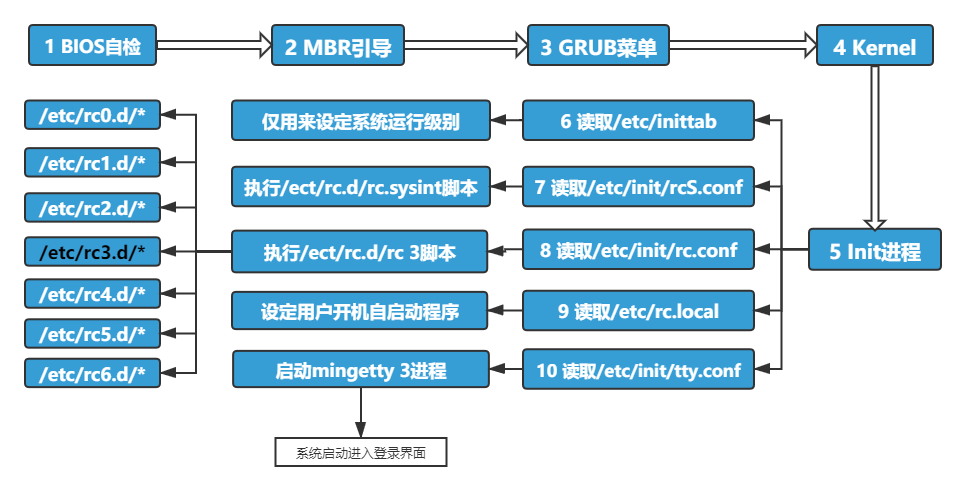 1 BIOS自检
2 MBR引导
3 GRUB菜单
4 Kernel
/etc/rc0.d/*
仅用来设定系统运行级别
6 读取/etc/inittab
/etc/rc1.d/*
执行/ect/rc.d/rc.sysint脚本
7 读取/etc/init/rcS.conf
/etc/rc2.d/*
/etc/rc3.d/*
执行/ect/rc.d/rc 3脚本
8 读取/etc/init/rc.conf
5 Init进程
/etc/rc4.d/*
设定用户开机自启动程序
9 读取/etc/rc.local
/etc/rc5.d/*
/etc/rc6.d/*
启动mingetty 3进程
10 读取/etc/init/tty.conf
系统启动进入登录界面